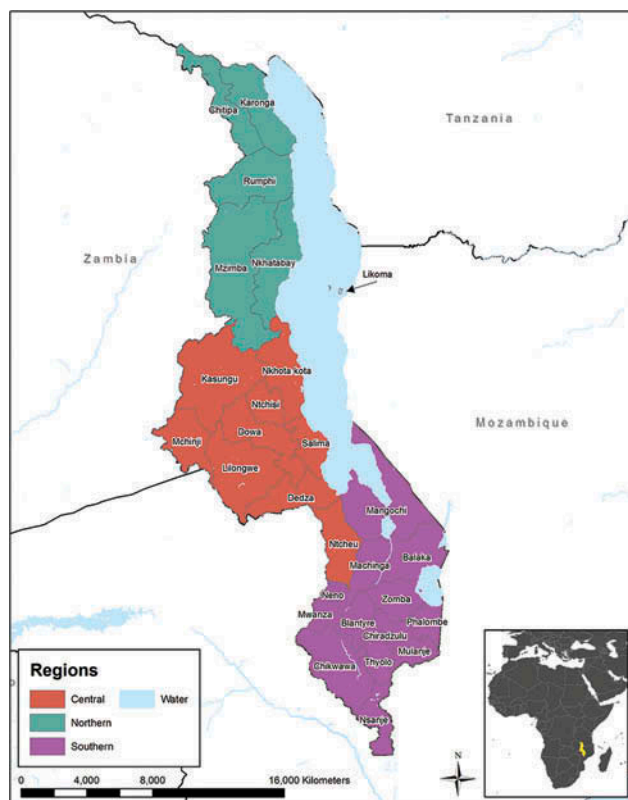 Karonga
Chitipa
Tanzania
Rumphi
Zambia
Mzimba
Nkhatabay
Likoma
Kasungu
Nkhota kota
Ntchisi
Mozambique
Mchinji
Dowa
Salima
Lilongwe
Dedza
Mangochi
Ntcheu
Balaka
Machinga
Neno
Zomba
Mwanza
Blantyre
Phalombe
Chiradzulu
Mulanje
Chikwawa
Thyolo
Nsanje
Regions
Central
Water
Northern
Southern
0 4,000 8,000 16,000 Kilometers
N